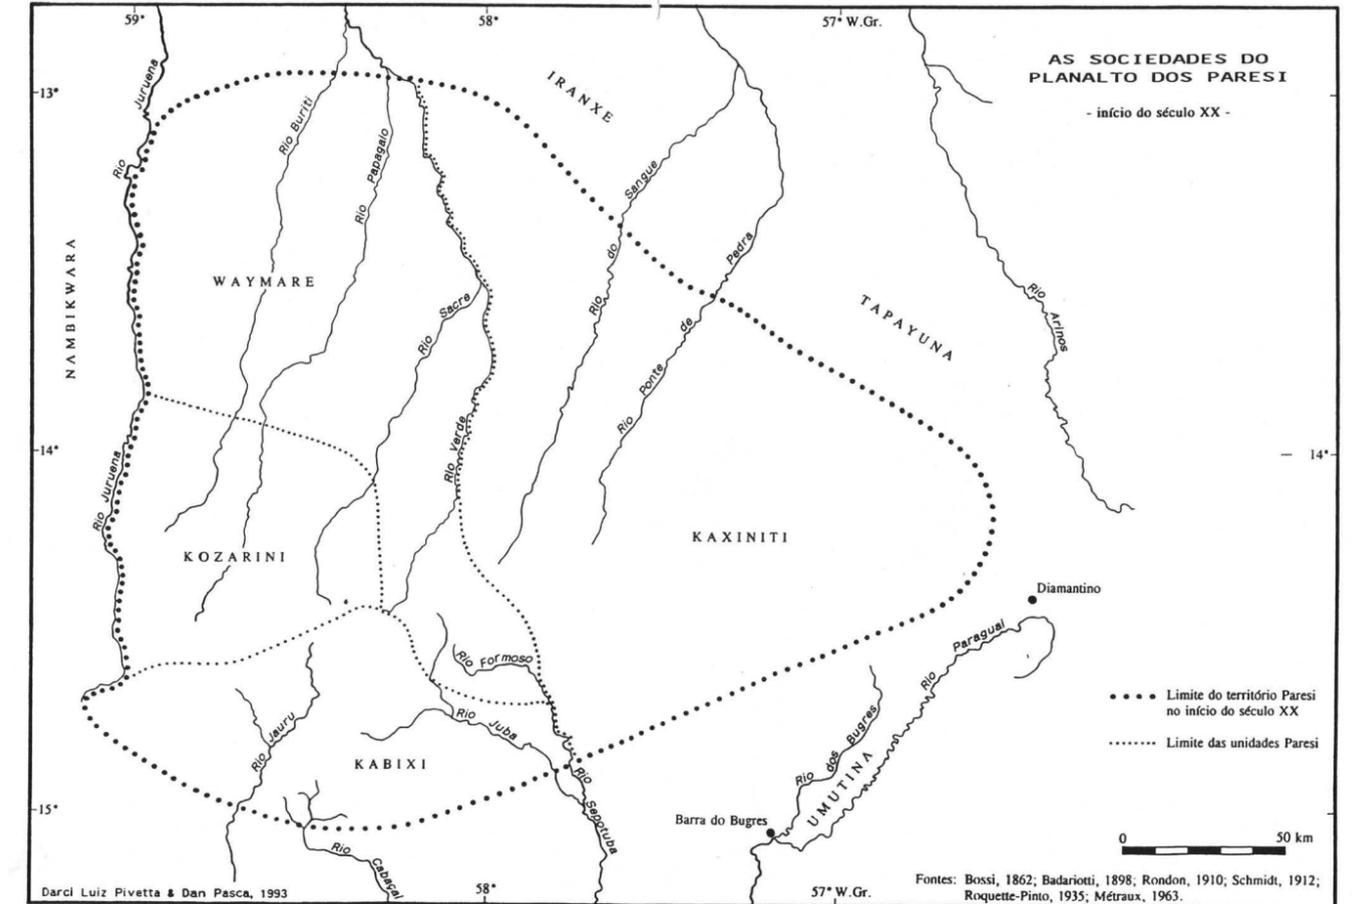 59°
58°
57° W.Gr.
AS SOCIEDADES DO
PLANALTO DOS PARESI
- início do século XX -
IRANXE
13°
Juruena
Rio
Rio Buriti
Papagaio
Rio
Sangue
do
Rio
Pedra
de
Ponte
Rio
NAMBIKWARA
WAYMARE
Sacre
Rio
TAPAYUNA
Rio Arinos
Rio Verde
14°
14°
Rio Juruena
KOZARINI
KAXINITI
Diamantino
Rio Formoso
Rio Paraguai
Limite do território Paresi
no início do século XX
Limite das unidades Paresi
Rio Juba
Rio Jauru
KABIXI
Rio dos Bugres
UMUTINA
Rio Sepotuba
15°
Barra do Bugres
0 50 km
Rio Cabaçal
Darci Luiz Pivetta & Dan Pasca, 1993
58°
57° W.Gr.
Fontes: Bossi, 1862; Badariotti, 1898; Rondon, 1910; Schmidt, 1912;
Roquette-Pinto, 1935; Métraux, 1963.